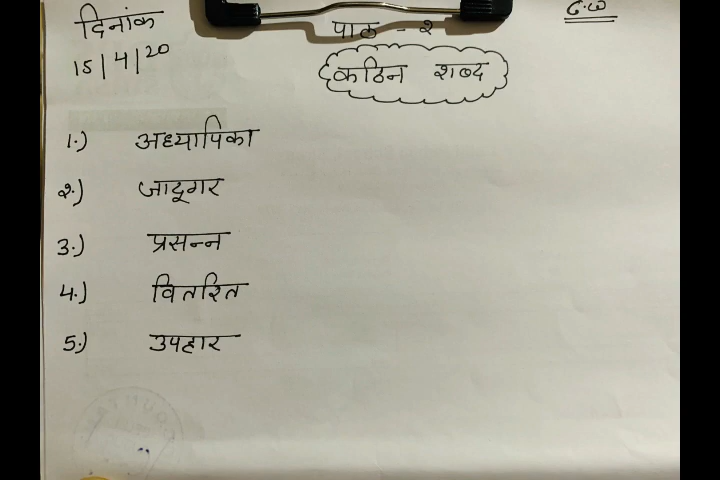 दिनांक
15/4/20
पाठ - २
C.W
कठिन शब्द
1.) अध्यापिका
२.) जादूगर
3.) प्रसन्न
4.) वितरित
5.) उपहार